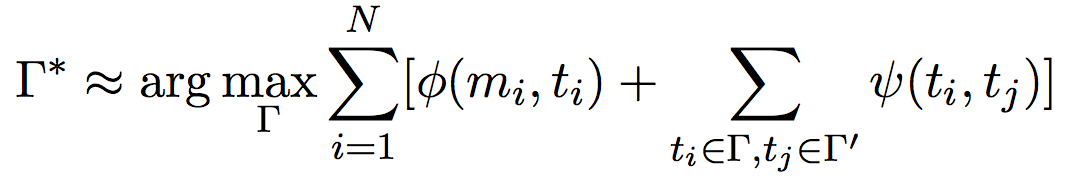 Γ* ≈ arg max_Γ ∑_{i=1}^{N} [ϕ(m_i, t_i) + ∑_{t_i∈Γ, t_j∈Γ′} ψ(t_i, t_j)]